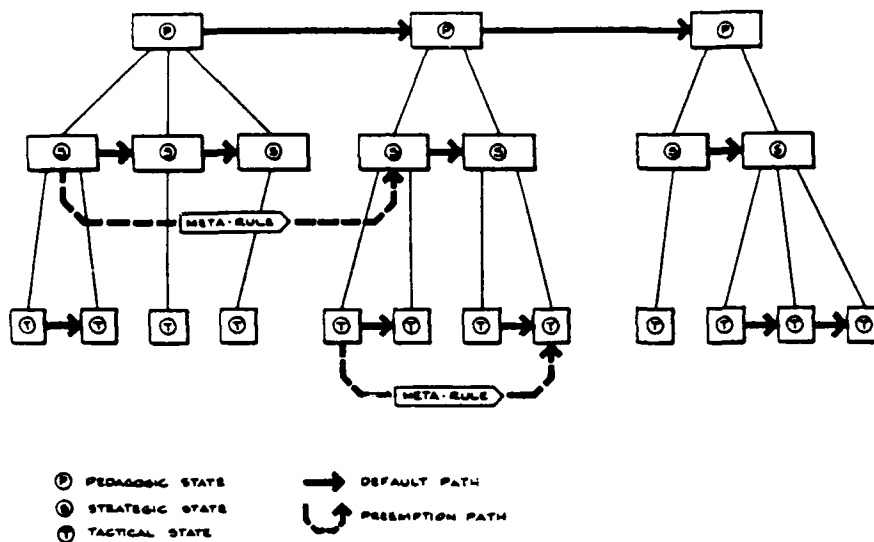 P P P
S S S S S S S
META-RULE
T T T T T T T T T T T T
META-RULE
P PEDAGOGIC STATE
DEFAULT PATH
S STRATEGIC STATE
PREEMPTION PATH
T TACTICAL STATE